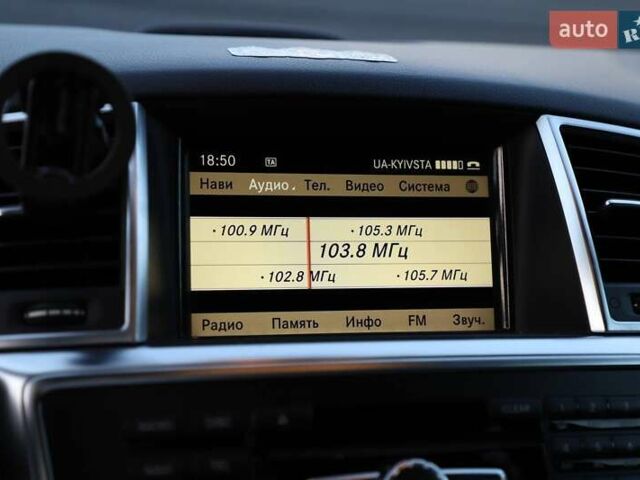 auto
18:50 TA UA-KYIVSTA
Нави Аудио Тел. Видео Система
· 100.9 МГц · 105.3 МГц
103.8 МГц
· 102.8 МГц · 105.7 МГц
Радио Память Инфо FM Звуч.
CLEAR